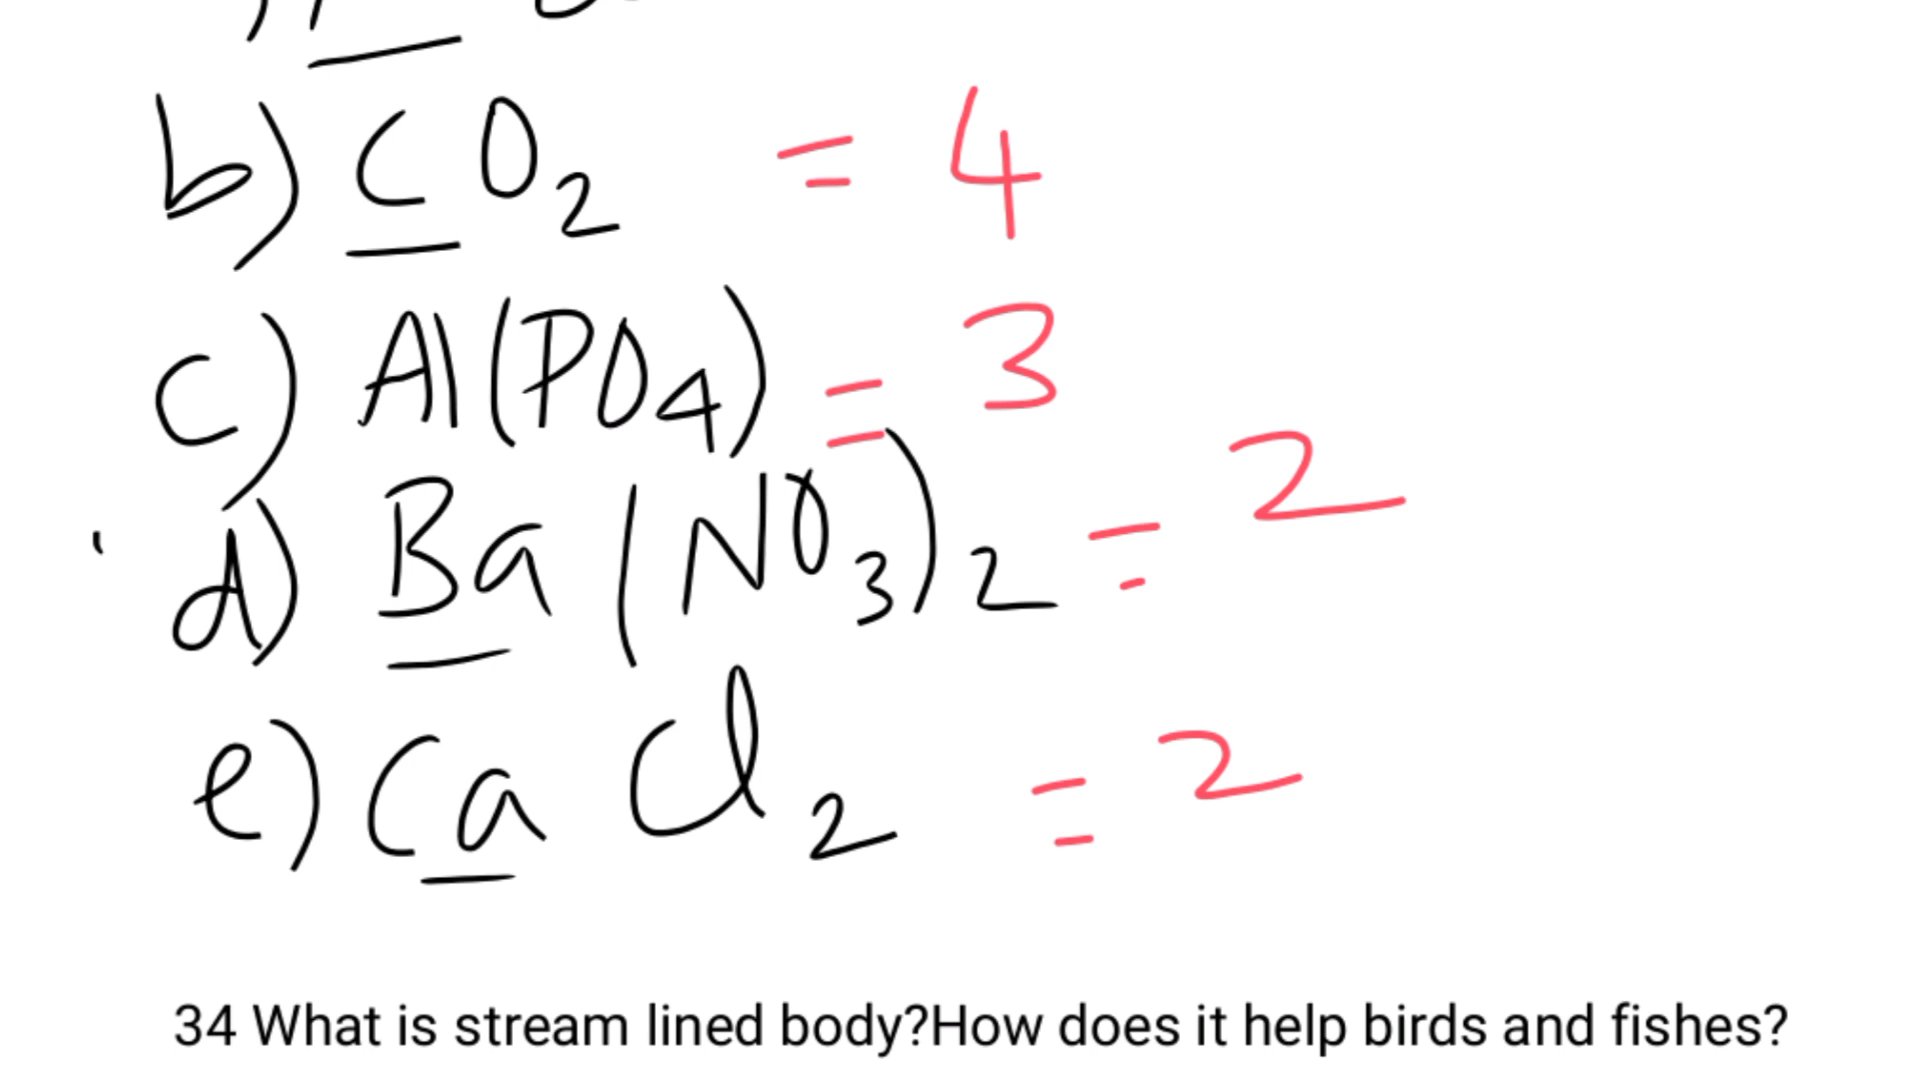 b) CO2 = 4
c) Al(PO4) = 3
d) Ba(NO3)2 = 2
e) CaCl2 = 2
34 What is stream lined body?How does it help birds and fishes?